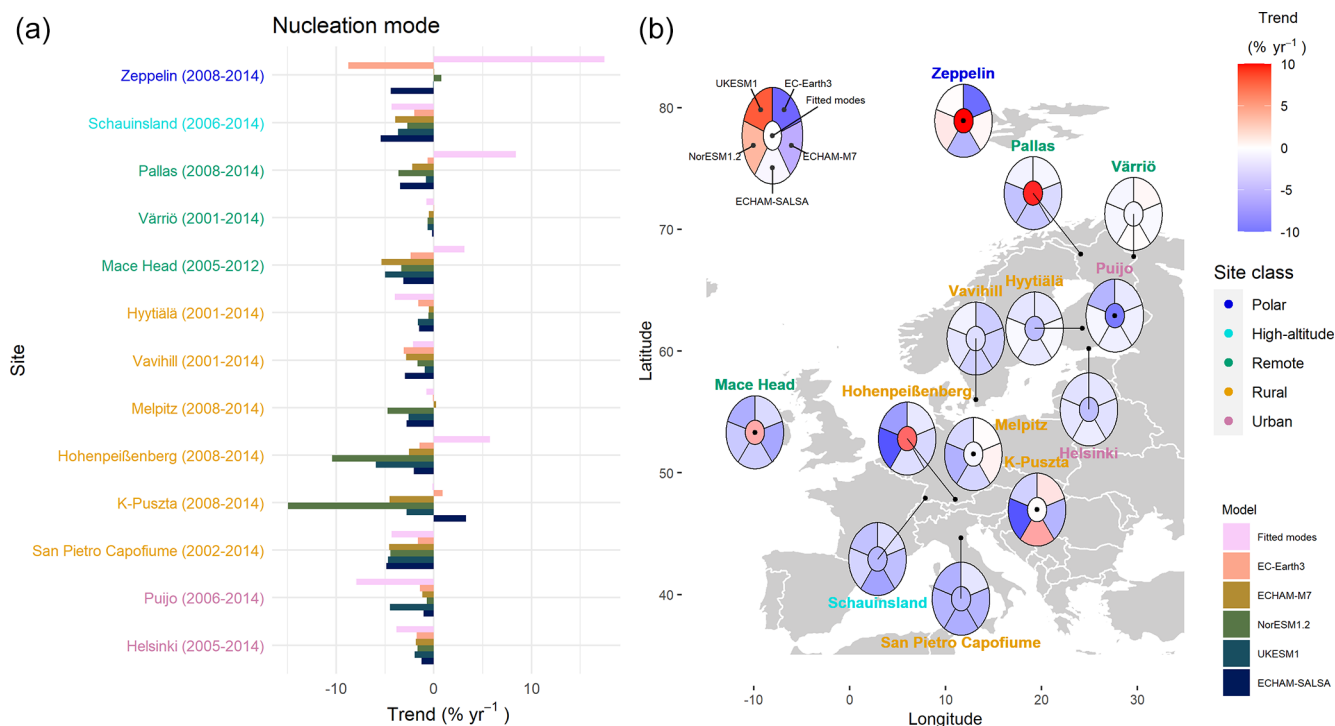 (a)
Nucleation mode
Site
Zeppelin (2008-2014)
Schauinsland (2006-2014)
Pallas (2008-2014)
Värriö (2001-2014)
Mace Head (2005-2012)
Hyytiälä (2001-2014)
Vavihill (2001-2014)
Melpitz (2008-2014)
Hohenpeißenberg (2008-2014)
K-Puszta (2008-2014)
San Pietro Capofiume (2002-2014)
Puijo (2006-2014)
Helsinki (2005-2014)
-10 0 10
Trend (% yr⁻¹)
(b)
Latitude
80
70
60
50
40
UKESM1
EC-Earth3
Fitted modes
NorESM1.2
ECHAM-M7
ECHAM-SALSA
Zeppelin
Pallas
Värriö
Puijo
Vavihill
Hyytiälä
Mace Head
Hohenpeißenberg
Melpitz
Helsinki
K-Puszta
Schauinsland
San Pietro Capofiume
-10 0 10 20 30
Longitude
Trend
(% yr⁻¹)
10
5
0
-5
-10
Site class
Polar
High-altitude
Remote
Rural
Urban
Model
Fitted modes
EC-Earth3
ECHAM-M7
NorESM1.2
UKESM1
ECHAM-SALSA